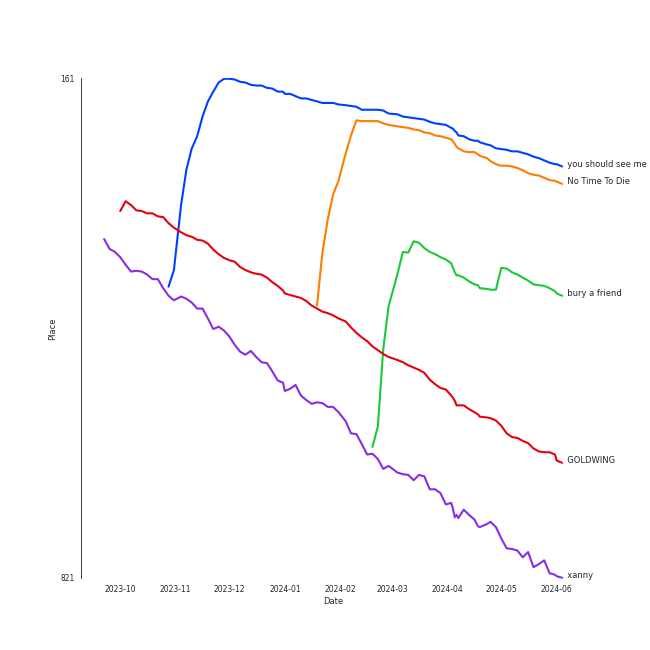 161
you should see me
No Time To Die
bury a friend
Place
GOLDWING
xanny
821
2023-10 2023-11 2023-12 2024-01 2024-02 2024-03 2024-04 2024-05 2024-06
Date